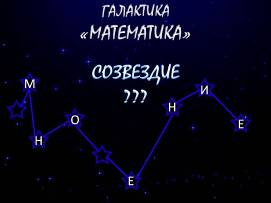 ГАЛАКТИКА
«МАТЕМАТИКА»
СОЗВЕЗДИЕ
???
М
Н
О
Е
Н
И
Е